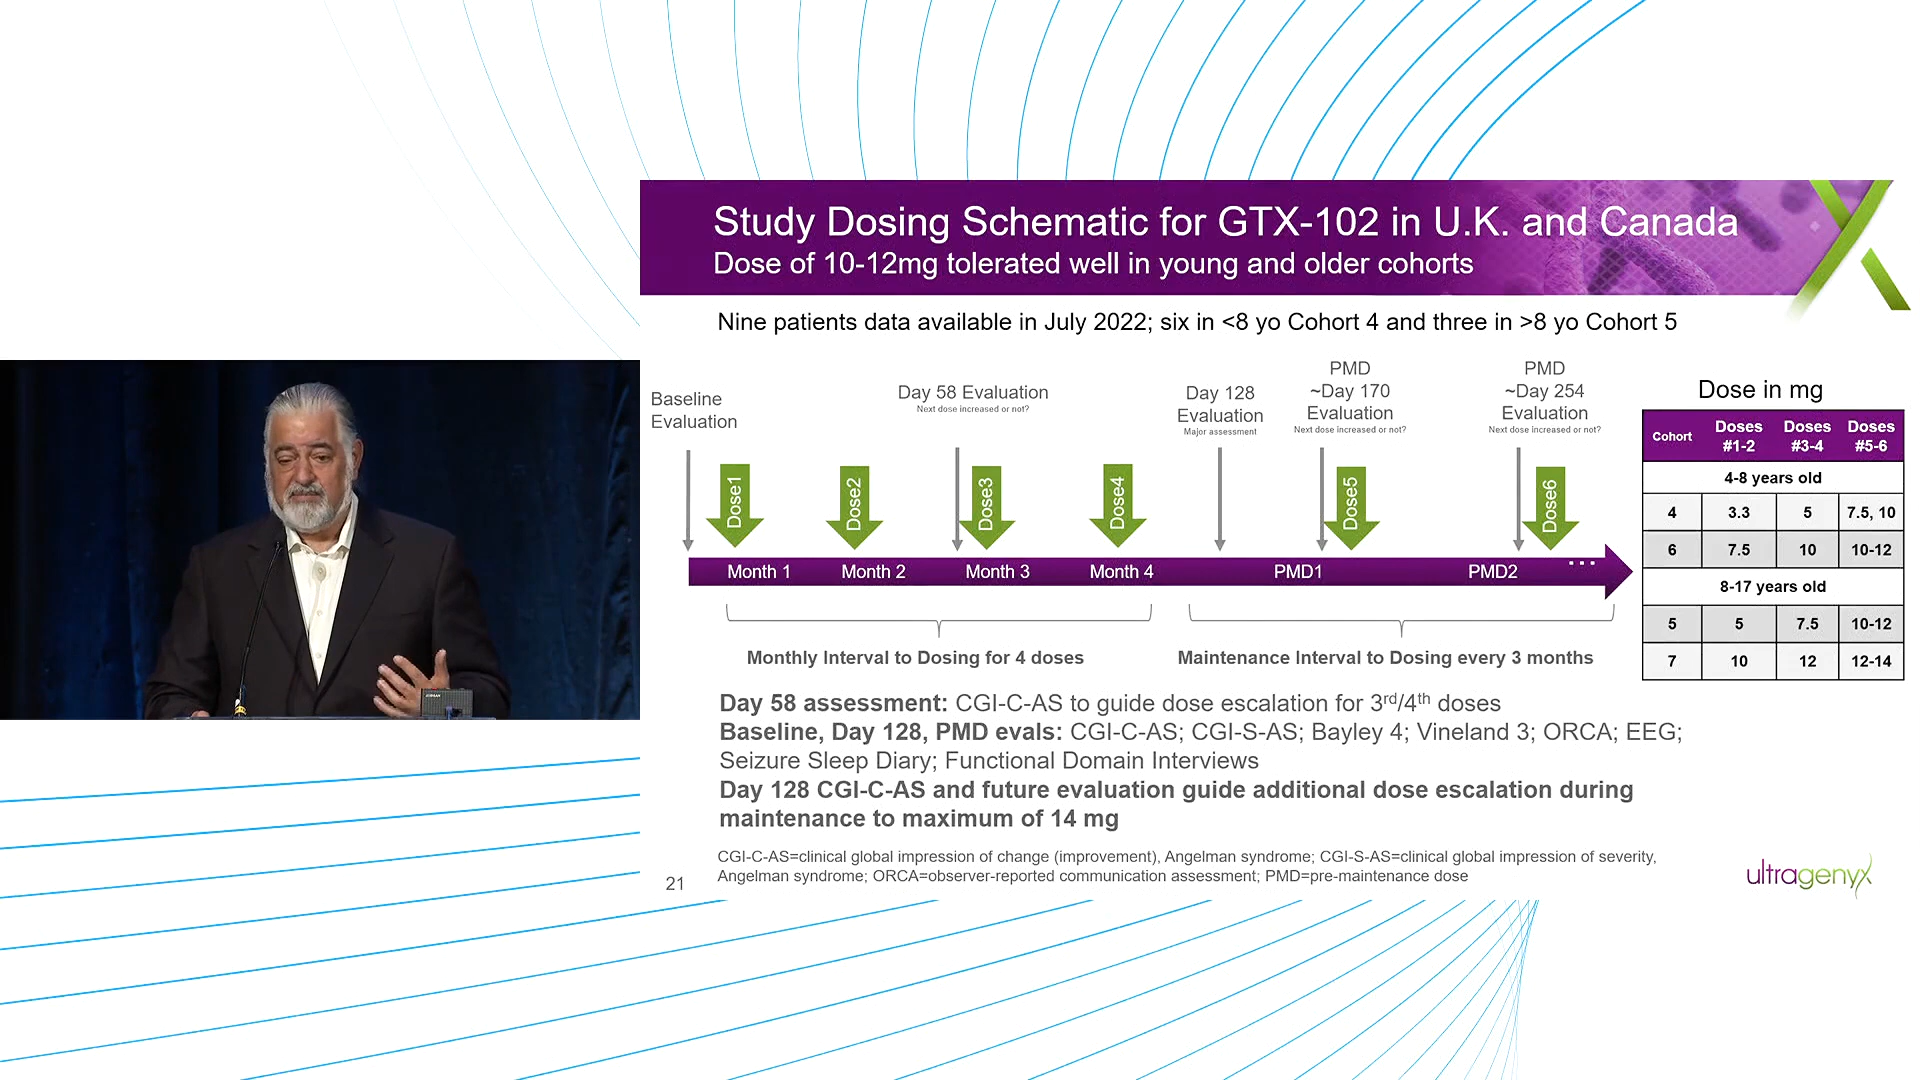 Study Dosing Schematic for GTX-102 in U.K. and Canada
Dose of 10-12mg tolerated well in young and older cohorts
Nine patients data available in July 2022; six in <8 yo Cohort 4 and three in >8 yo Cohort 5
Baseline
Evaluation
Day 58 Evaluation
Next dose increased or not?
Day 128
Evaluation
Major assessment
PMD
~Day 170
Evaluation
Next dose increased or not?
PMD
~Day 254
Evaluation
Next dose increased or not?
Dose1
Dose2
Dose3
Dose4
Dose5
Dose6
Month 1 Month 2 Month 3 Month 4 PMD1 PMD2 ...
Monthly Interval to Dosing for 4 doses
Maintenance Interval to Dosing every 3 months
Dose in mg
Cohort Doses #1-2 Doses #3-4 Doses #5-6
4-8 years old
4 3.3 5 7.5, 10
6 7.5 10 10-12
8-17 years old
5 5 7.5 10-12
7 10 12 12-14
Day 58 assessment: CGI-C-AS to guide dose escalation for 3rd/4th doses
Baseline, Day 128, PMD evals: CGI-C-AS; CGI-S-AS; Bayley 4; Vineland 3; ORCA; EEG;
Seizure Sleep Diary; Functional Domain Interviews
Day 128 CGI-C-AS and future evaluation guide additional dose escalation during
maintenance to maximum of 14 mg
CGI-C-AS=clinical global impression of change (improvement), Angelman syndrome; CGI-S-AS=clinical global impression of severity,
Angelman syndrome; ORCA=observer-reported communication assessment; PMD=pre-maintenance dose
21
ultragenyx